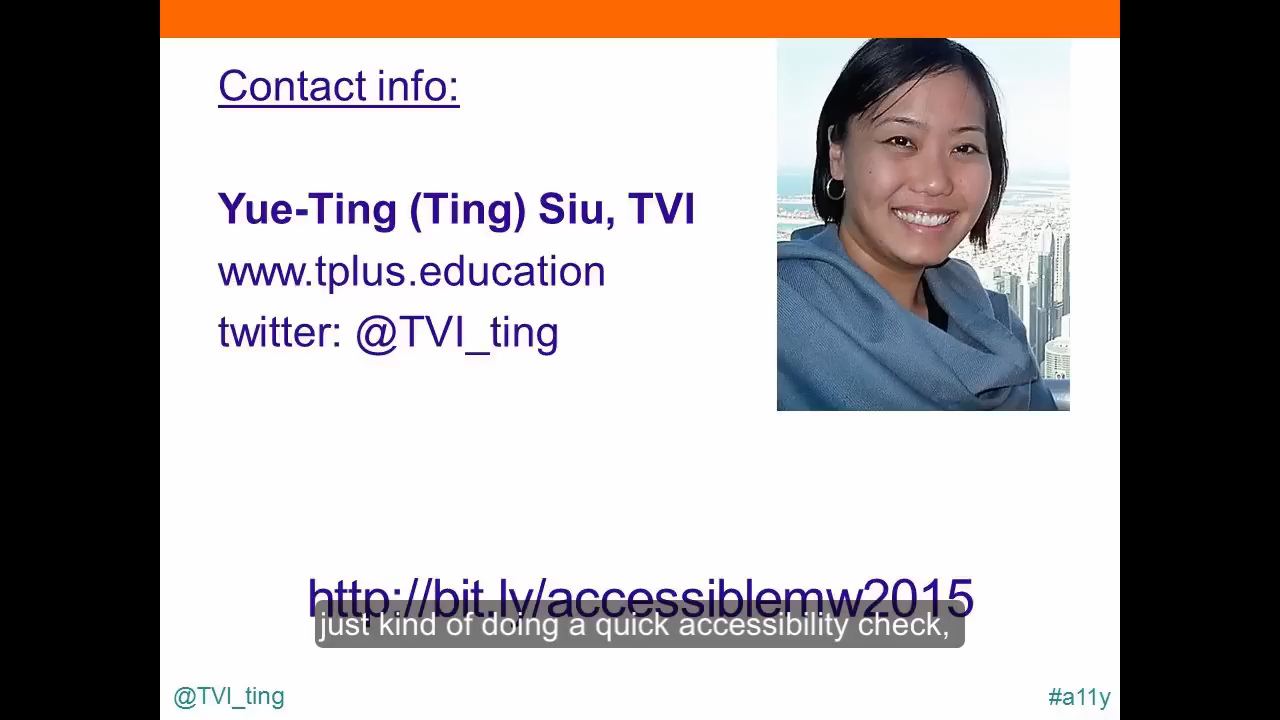 Contact info:
Yue-Ting (Ting) Siu, TVI
www.tplus.education
twitter: @TVI_ting
http://bit.ly/accessiblemw2015
just kind of doing a quick accessibility check,
@TVI_ting
#a11y